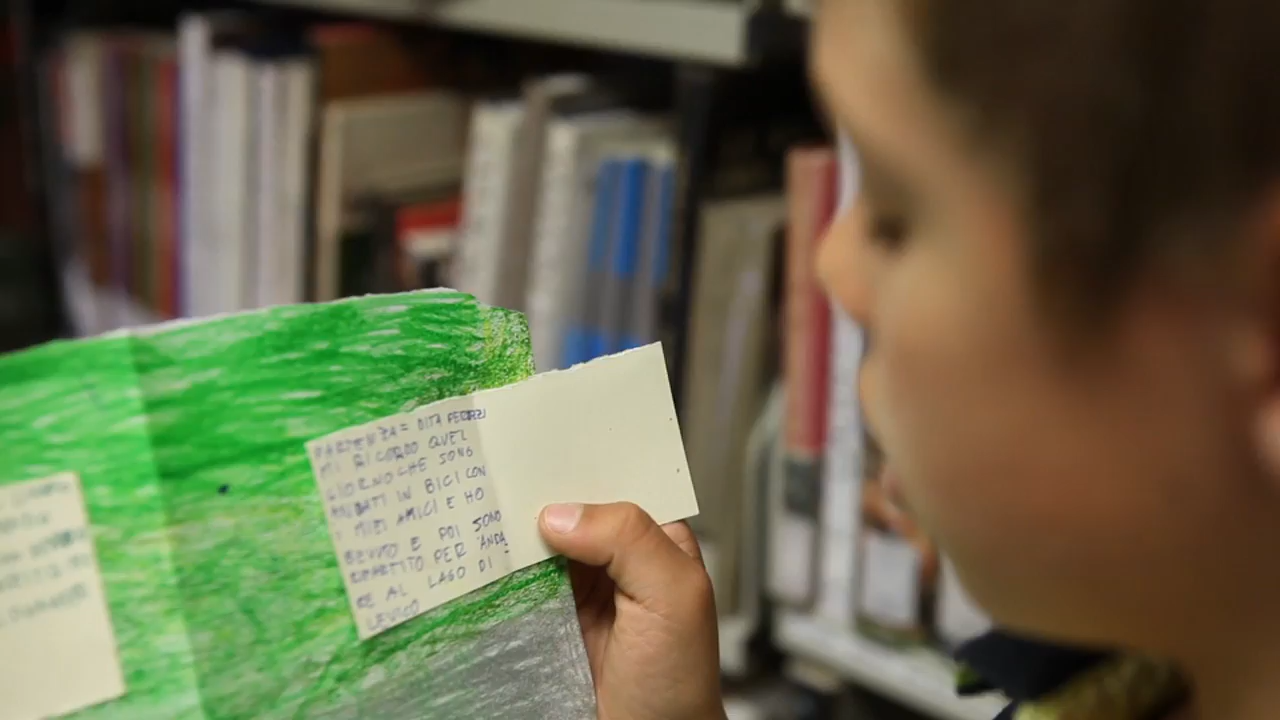 PARTENZA = DITA PERUZZI
MI RICORDO QUEL
GIORNO CHE SONO
ANDATI IN BICI CON
I MIEI AMICI E HO
BEVUTO E POI SONO
RIPARTITO PER ANDA
RE AL LAGO DI
LEVICO